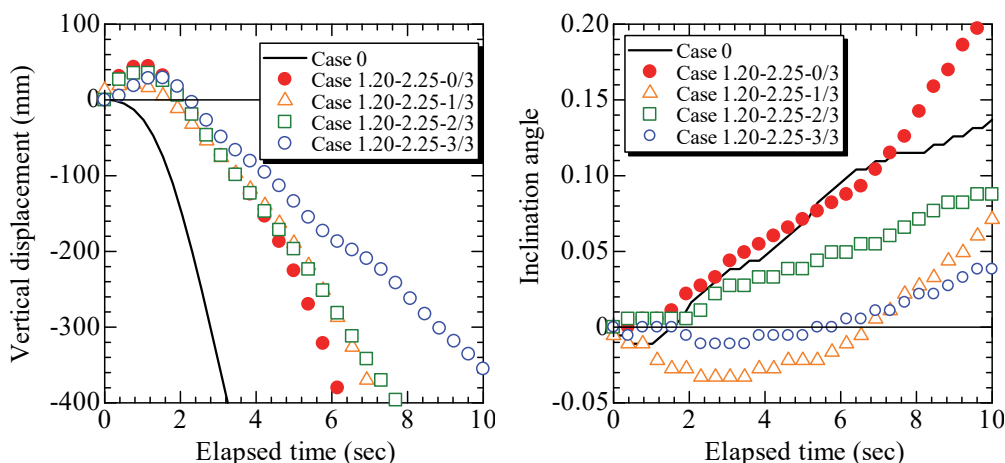 100
0
-100
-200
-300
-400
0
2
4
6
8
10
Vertical displacement (mm)
Elapsed time (sec)
Case 0
Case 1.20-2.25-0/3
Case 1.20-2.25-1/3
Case 1.20-2.25-2/3
Case 1.20-2.25-3/3
0.20
0.15
0.10
0.05
0
-0.05
0
2
4
6
8
10
Inclination angle
Elapsed time (sec)
Case 0
Case 1.20-2.25-0/3
Case 1.20-2.25-1/3
Case 1.20-2.25-2/3
Case 1.20-2.25-3/3